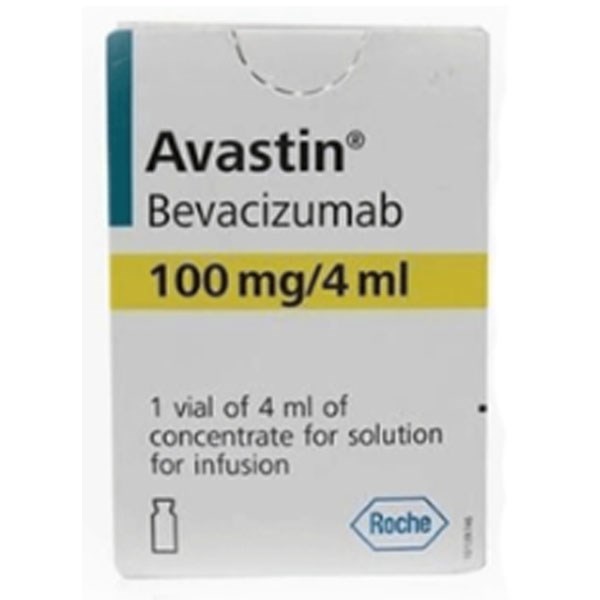 Avastin®
Bevacizumab
100 mg/4 ml
1 vial of 4 ml of
concentrate for solution
for infusion
Roche